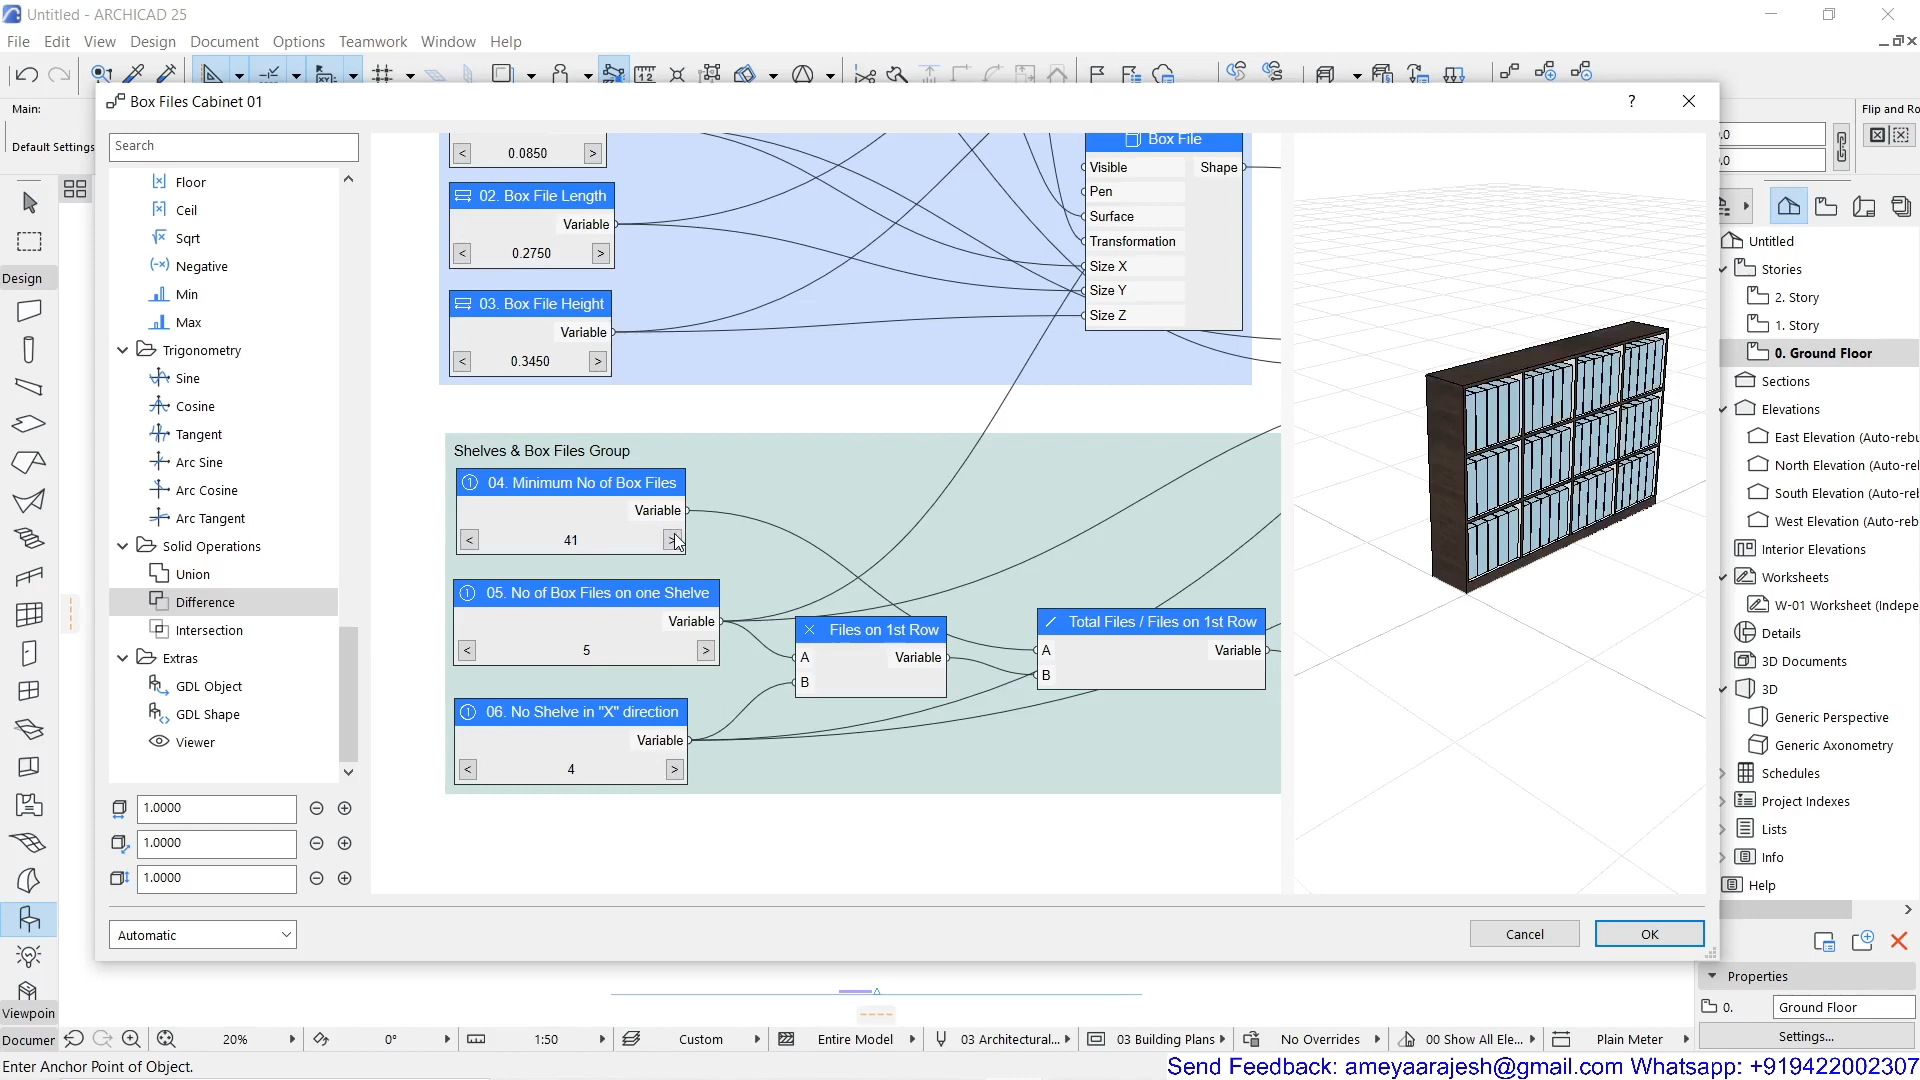 Untitled - ARCHICAD 25
File Edit View Design Document Options Teamwork Window Help
Main:
Default Settings
Flip and Ro
Box Files Cabinet 01
?
Search
Floor
Ceil
Sqrt
Negative
Min
Max
Trigonometry
Sine
Cosine
Tangent
Arc Sine
Arc Cosine
Arc Tangent
Solid Operations
Union
Difference
Intersection
Extras
GDL Object
GDL Shape
Viewer
1.0000
1.0000
1.0000
Automatic
Design
Viewpoin
Documer
< 0.0850 >
02. Box File Length
Variable
< 0.2750 >
03. Box File Height
Variable
< 0.3450 >
Box File
Visible Shape
Pen
Surface
Transformation
Size X
Size Y
Size Z
Shelves & Box Files Group
04. Minimum No of Box Files
Variable
< 41 >
05. No of Box Files on one Shelve
Variable
< 5 >
06. No Shelve in "X" direction
Variable
< 4 >
Files on 1st Row
A Variable
B
Total Files / Files on 1st Row
A Variable
B
Cancel OK
.0
.0
Untitled
Stories
2. Story
1. Story
0. Ground Floor
Sections
Elevations
East Elevation (Auto-rebu
North Elevation (Auto-rel
South Elevation (Auto-rel
West Elevation (Auto-reb
Interior Elevations
Worksheets
W-01 Worksheet (Indepe
Details
3D Documents
3D
Generic Perspective
Generic Axonometry
Schedules
Project Indexes
Lists
Info
Help
Properties
0. Ground Floor
Settings...
20% 0° 1:50 Custom Entire Model 03 Architectural... 03 Building Plans No Overrides 00 Show All Ele... Plain Meter
Enter Anchor Point of Object.
Send Feedback: ameyaarajesh@gmail.com Whatsapp: +919422002307